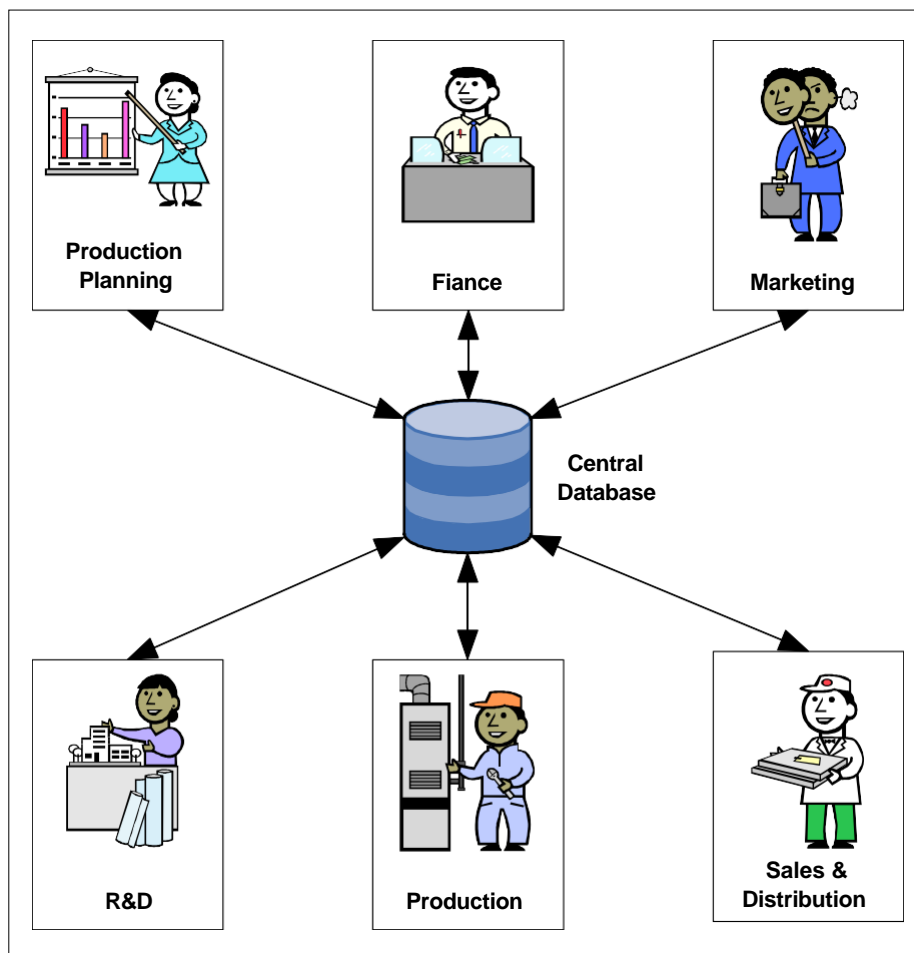 Production
Planning
Fiance
Marketing
Central
Database
R&D
Production
Sales &
Distribution